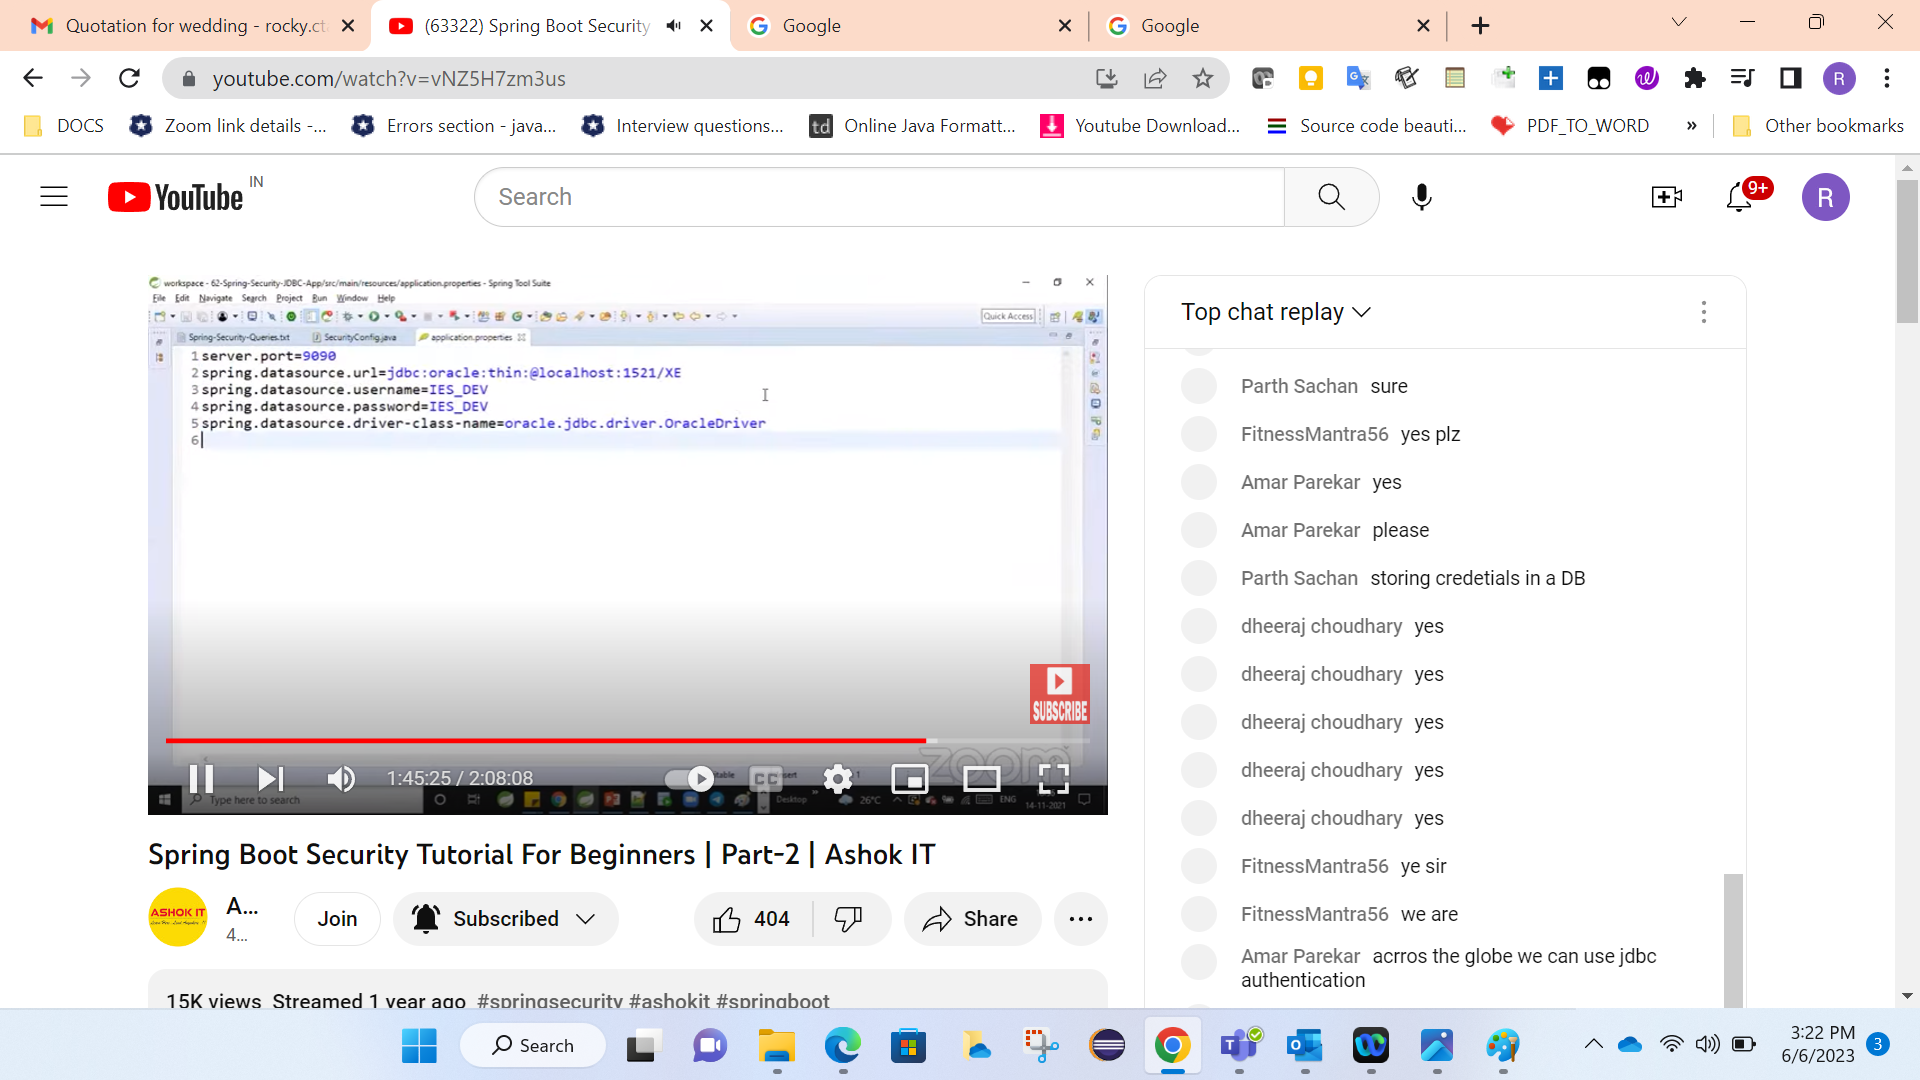 Quotation for wedding - rocky.ct
(63322) Spring Boot Security
Google
Google
youtube.com/watch?v=vNZ5H7zm3us
R
DOCS
Zoom link details -...
Errors section - java...
Interview questions...
td
Online Java Formatt...
Youtube Download...
Source code beauti...
PDF_TO_WORD
»
Other bookmarks
YouTube IN
Search
9+
R
workspace - 62-Spring-Security-JDBC-App/src/main/resources/application.properties - Spring Tool Suite
File Edit Navigate Search Project Run Window Help
Quick Access
Spring-Security-Queries.txt
SecurityConfig.java
application.properties
1 server.port=9090
2 spring.datasource.url=jdbc:oracle:thin:@localhost:1521/XE
3 spring.datasource.username=IES_DEV
4 spring.datasource.password=IES_DEV
5 spring.datasource.driver-class-name=oracle.jdbc.driver.OracleDriver
6
SUBSCRIBE
zoom
1:45:25 / 2:08:08
CC
Type here to search
Desktop
26°C
ENG
14-11-2021
Top chat replay
Parth Sachan sure
FitnessMantra56 yes plz
Amar Parekar yes
Amar Parekar please
Parth Sachan storing credetials in a DB
dheeraj choudhary yes
dheeraj choudhary yes
dheeraj choudhary yes
dheeraj choudhary yes
dheeraj choudhary yes
FitnessMantra56 ye sir
FitnessMantra56 we are
Amar Parekar acrros the globe we can use jdbc
authentication
Spring Boot Security Tutorial For Beginners | Part-2 | Ashok IT
ASHOK IT
A...
4...
Join
Subscribed
404
Share
15K views Streamed 1 year ago #springsecurity #ashokit #springboot
Search
3:22 PM
6/6/2023
3